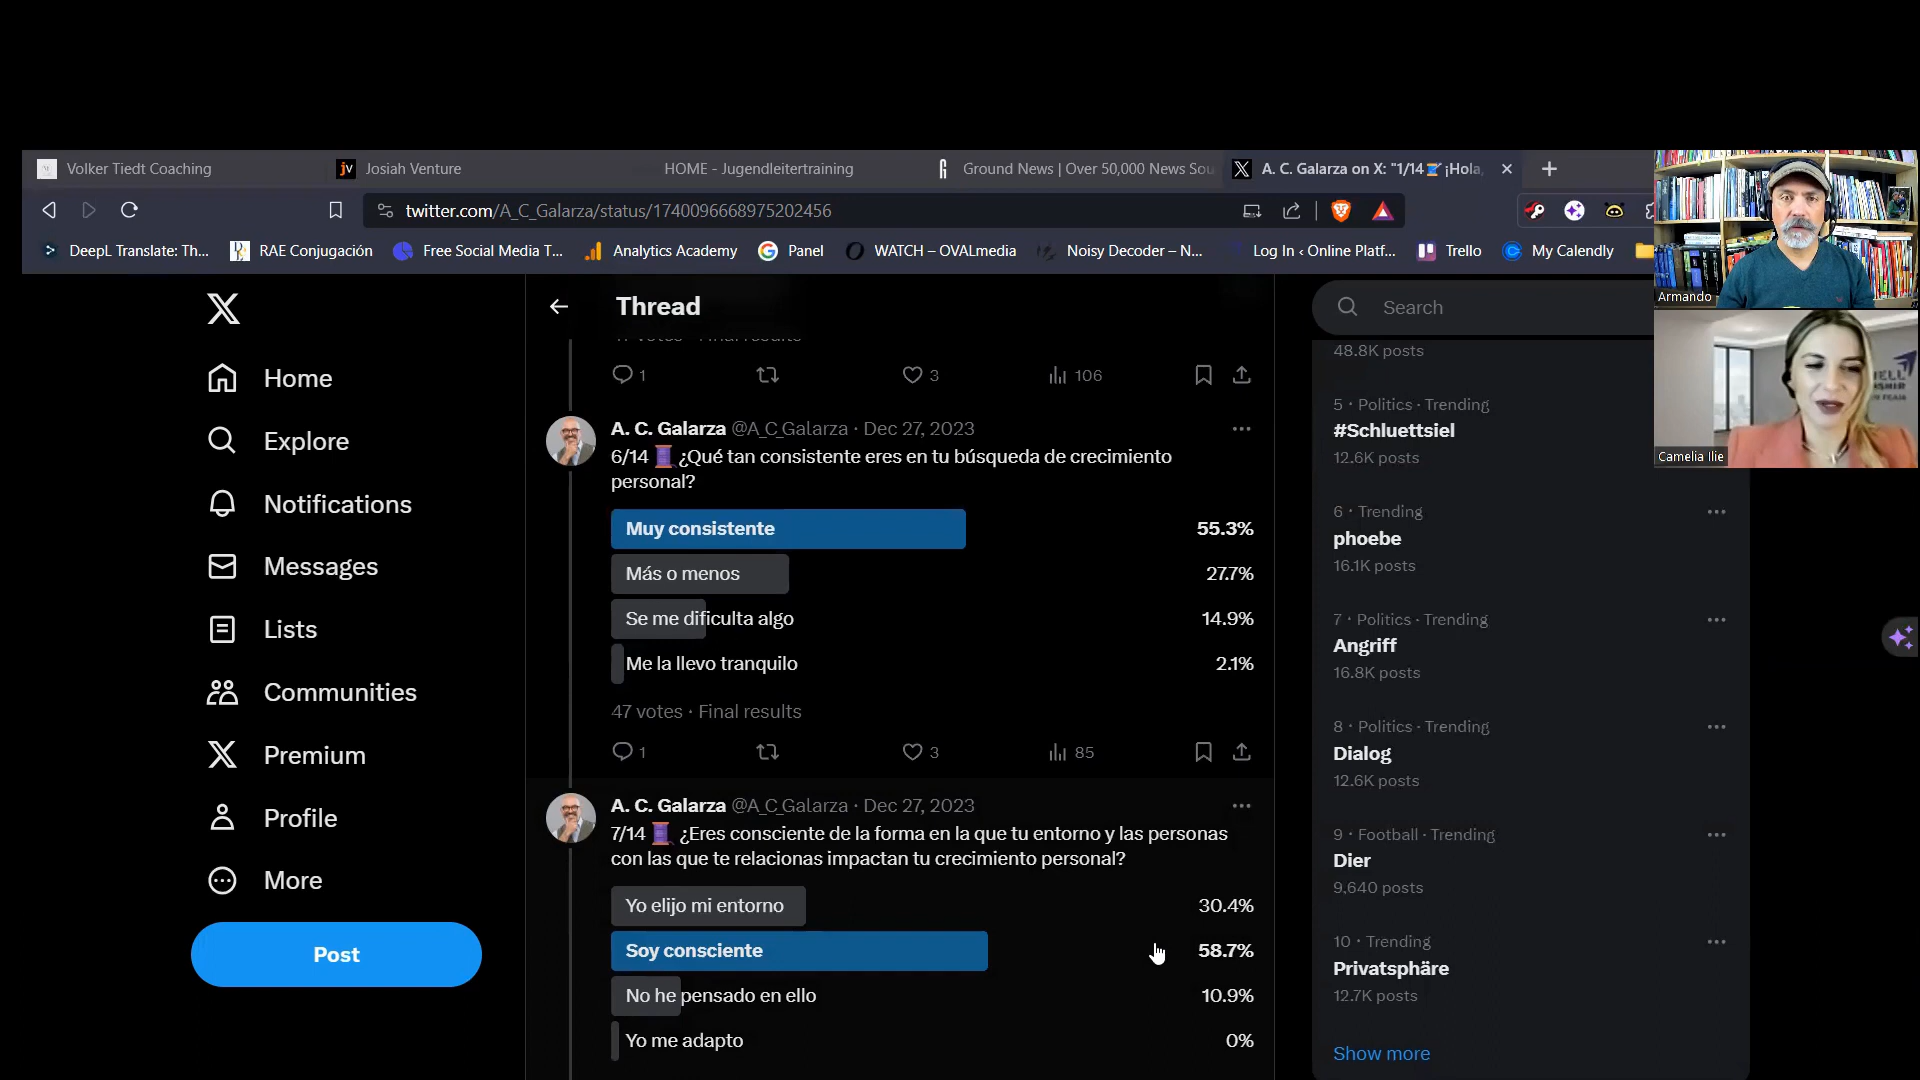 Volker Tiedt Coaching
jv Josiah Venture
HOME - Jugendleitertraining
Ground News | Over 50,000 News Sou
A. C. Galarza on X: "1/14 ¡Hola,
twitter.com/A_C_Galarza/status/1740096668975202456
DeepL Translate: Th...
RAE Conjugación
Free Social Media T...
Analytics Academy
Panel
WATCH – OVALmedia
Noisy Decoder – N...
Log In ‹ Online Platf...
Trello
My Calendly
Armando
Camelia Ilie
Home
Explore
Notifications
Messages
Lists
Communities
Premium
Profile
More
Post
Thread
1
3
106
A. C. Galarza @A_C_Galarza · Dec 27, 2023
6/14 ¿Qué tan consistente eres en tu búsqueda de crecimiento
personal?
Muy consistente 55.3%
Más o menos 27.7%
Se me dificulta algo 14.9%
Me la llevo tranquilo 2.1%
47 votes · Final results
1
3
85
A. C. Galarza @A_C_Galarza · Dec 27, 2023
7/14 ¿Eres consciente de la forma en la que tu entorno y las personas
con las que te relacionas impactan tu crecimiento personal?
Yo elijo mi entorno 30.4%
Soy consciente 58.7%
No he pensado en ello 10.9%
Yo me adapto 0%
Search
48.8K posts
5 · Politics · Trending
#Schluettsiel
12.6K posts
6 · Trending
phoebe
16.1K posts
7 · Politics · Trending
Angriff
16.8K posts
8 · Politics · Trending
Dialog
12.6K posts
9 · Football · Trending
Dier
9,640 posts
10 · Trending
Privatsphäre
12.7K posts
Show more